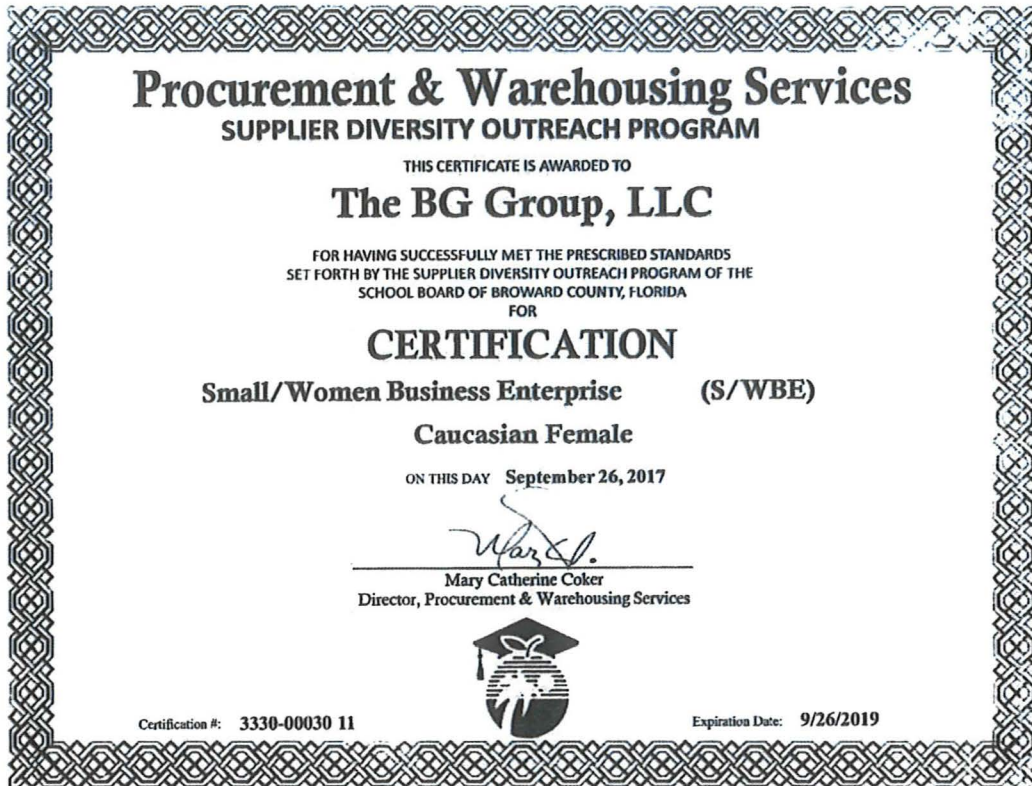 Procurement & Warehousing Services
SUPPLIER DIVERSITY OUTREACH PROGRAM
THIS CERTIFICATE IS AWARDED TO
The BG Group, LLC
FOR HAVING SUCCESSFULLY MET THE PRESCRIBED STANDARDS
SET FORTH BY THE SUPPLIER DIVERSITY OUTREACH PROGRAM OF THE
SCHOOL BOARD OF BROWARD COUNTY, FLORIDA
FOR
CERTIFICATION
Small/Women Business Enterprise (S/WBE)
Caucasian Female
ON THIS DAY September 26, 2017
Mary Catherine Coker
Director, Procurement & Warehousing Services
Certification #: 3330-00030 11 Expiration Date: 9/26/2019